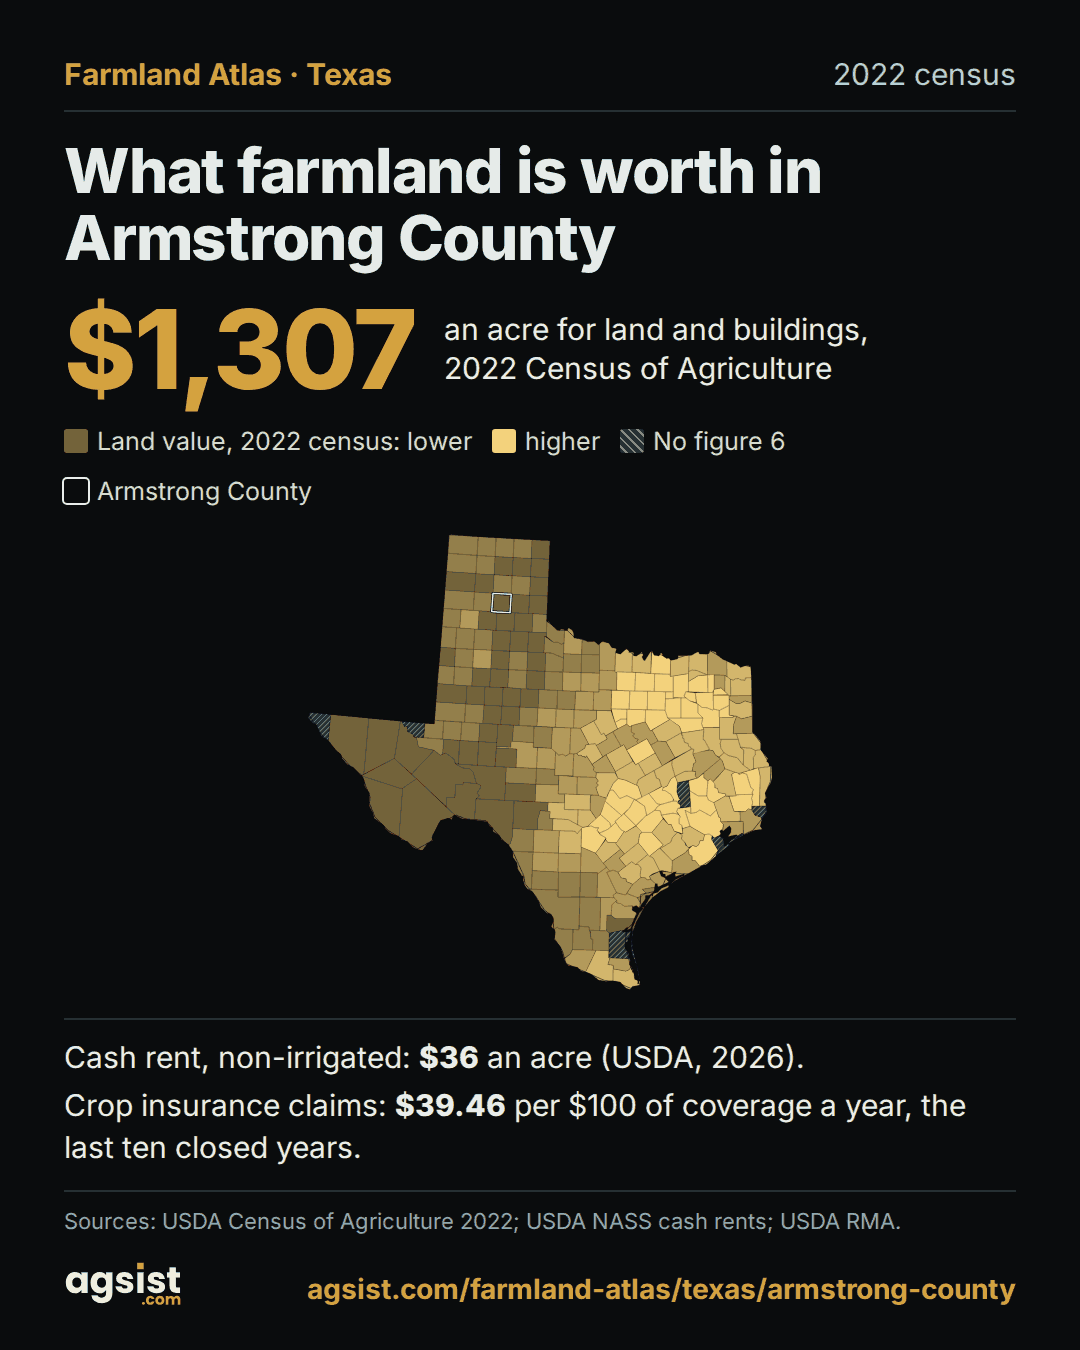 Farmland Atlas · Texas
2022 census
What farmland is worth in
Armstrong County
$1,307
an acre for land and buildings,
2022 Census of Agriculture
Land value, 2022 census: lower
higher
No figure 6
Armstrong County
Cash rent, non-irrigated: $36 an acre (USDA, 2026).
Crop insurance claims: $39.46 per $100 of coverage a year, the
last ten closed years.
Sources: USDA Census of Agriculture 2022; USDA NASS cash rents; USDA RMA.
agsist
.com
agsist.com/farmland-atlas/texas/armstrong-county